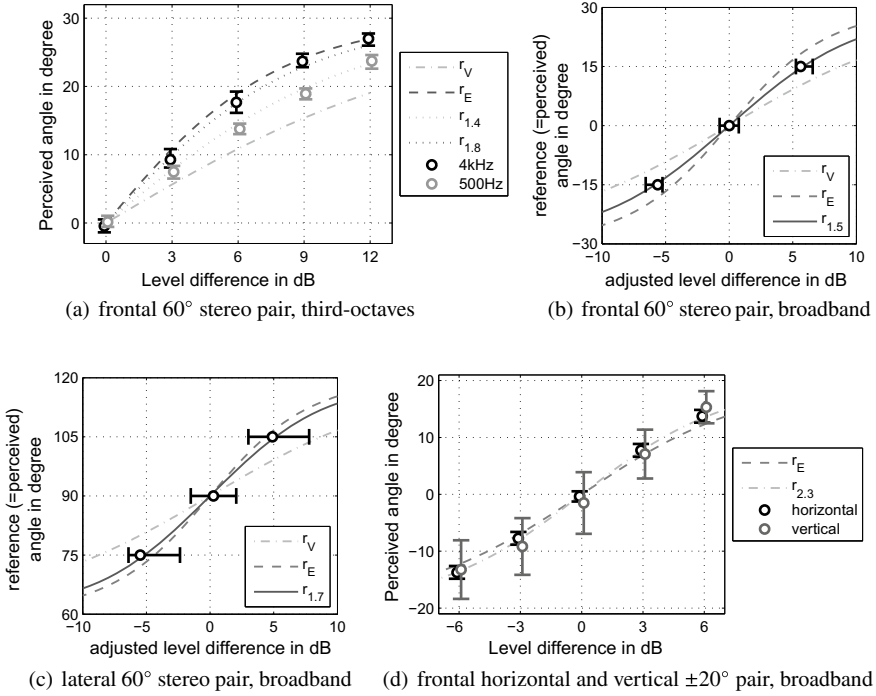 30
20
10
0
0
3
6
9
12
Perceived angle in degree
Level difference in dB
r_V
r_E
r_1.4
r_1.8
4kHz
500Hz
(a) frontal 60° stereo pair, third-octaves
30
15
0
−15
−30
−10
−5
0
5
10
reference (=perceived)
angle in degree
adjusted level difference in dB
r_V
r_E
r_1.5
(b) frontal 60° stereo pair, broadband
120
105
90
75
60
−10
−5
0
5
10
reference (=perceived)
angle in degree
adjusted level difference in dB
r_V
r_E
r_1.7
(c) lateral 60° stereo pair, broadband
20
10
0
−10
−20
−6
−3
0
3
6
Perceived angle in degree
Level difference in dB
r_E
r_2.3
horizontal
vertical
(d) frontal horizontal and vertical ±20° pair, broadband